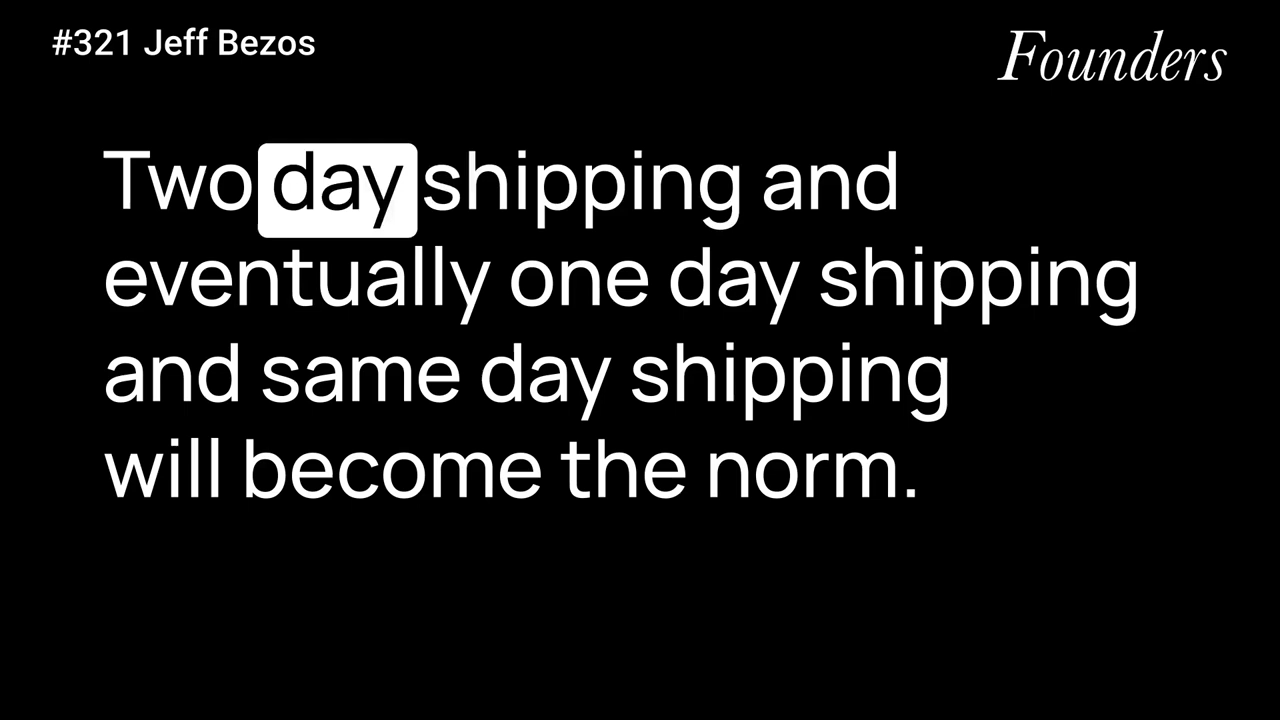 #321 Jeff Bezos
Founders
Two day shipping and
eventually one day shipping
and same day shipping
will become the norm.